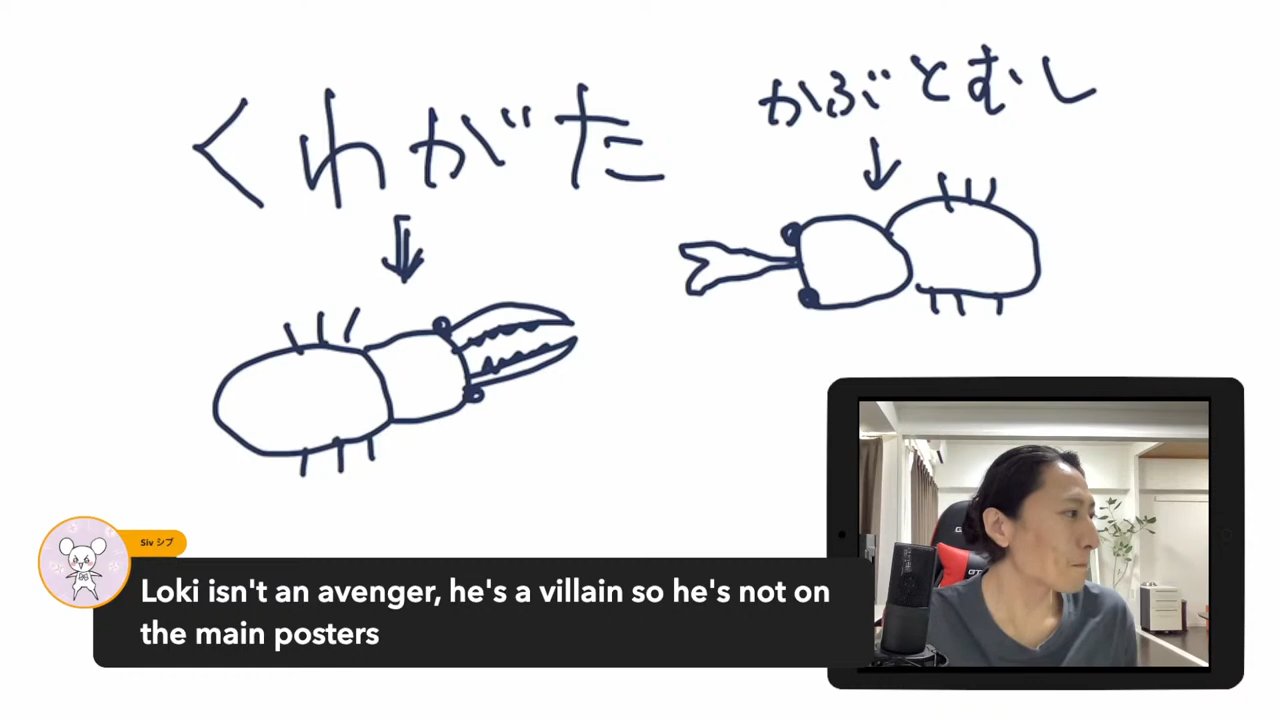 くわがた
かぶとむし
Siv シブ
Loki isn't an avenger, he's a villain so he's not on
the main posters